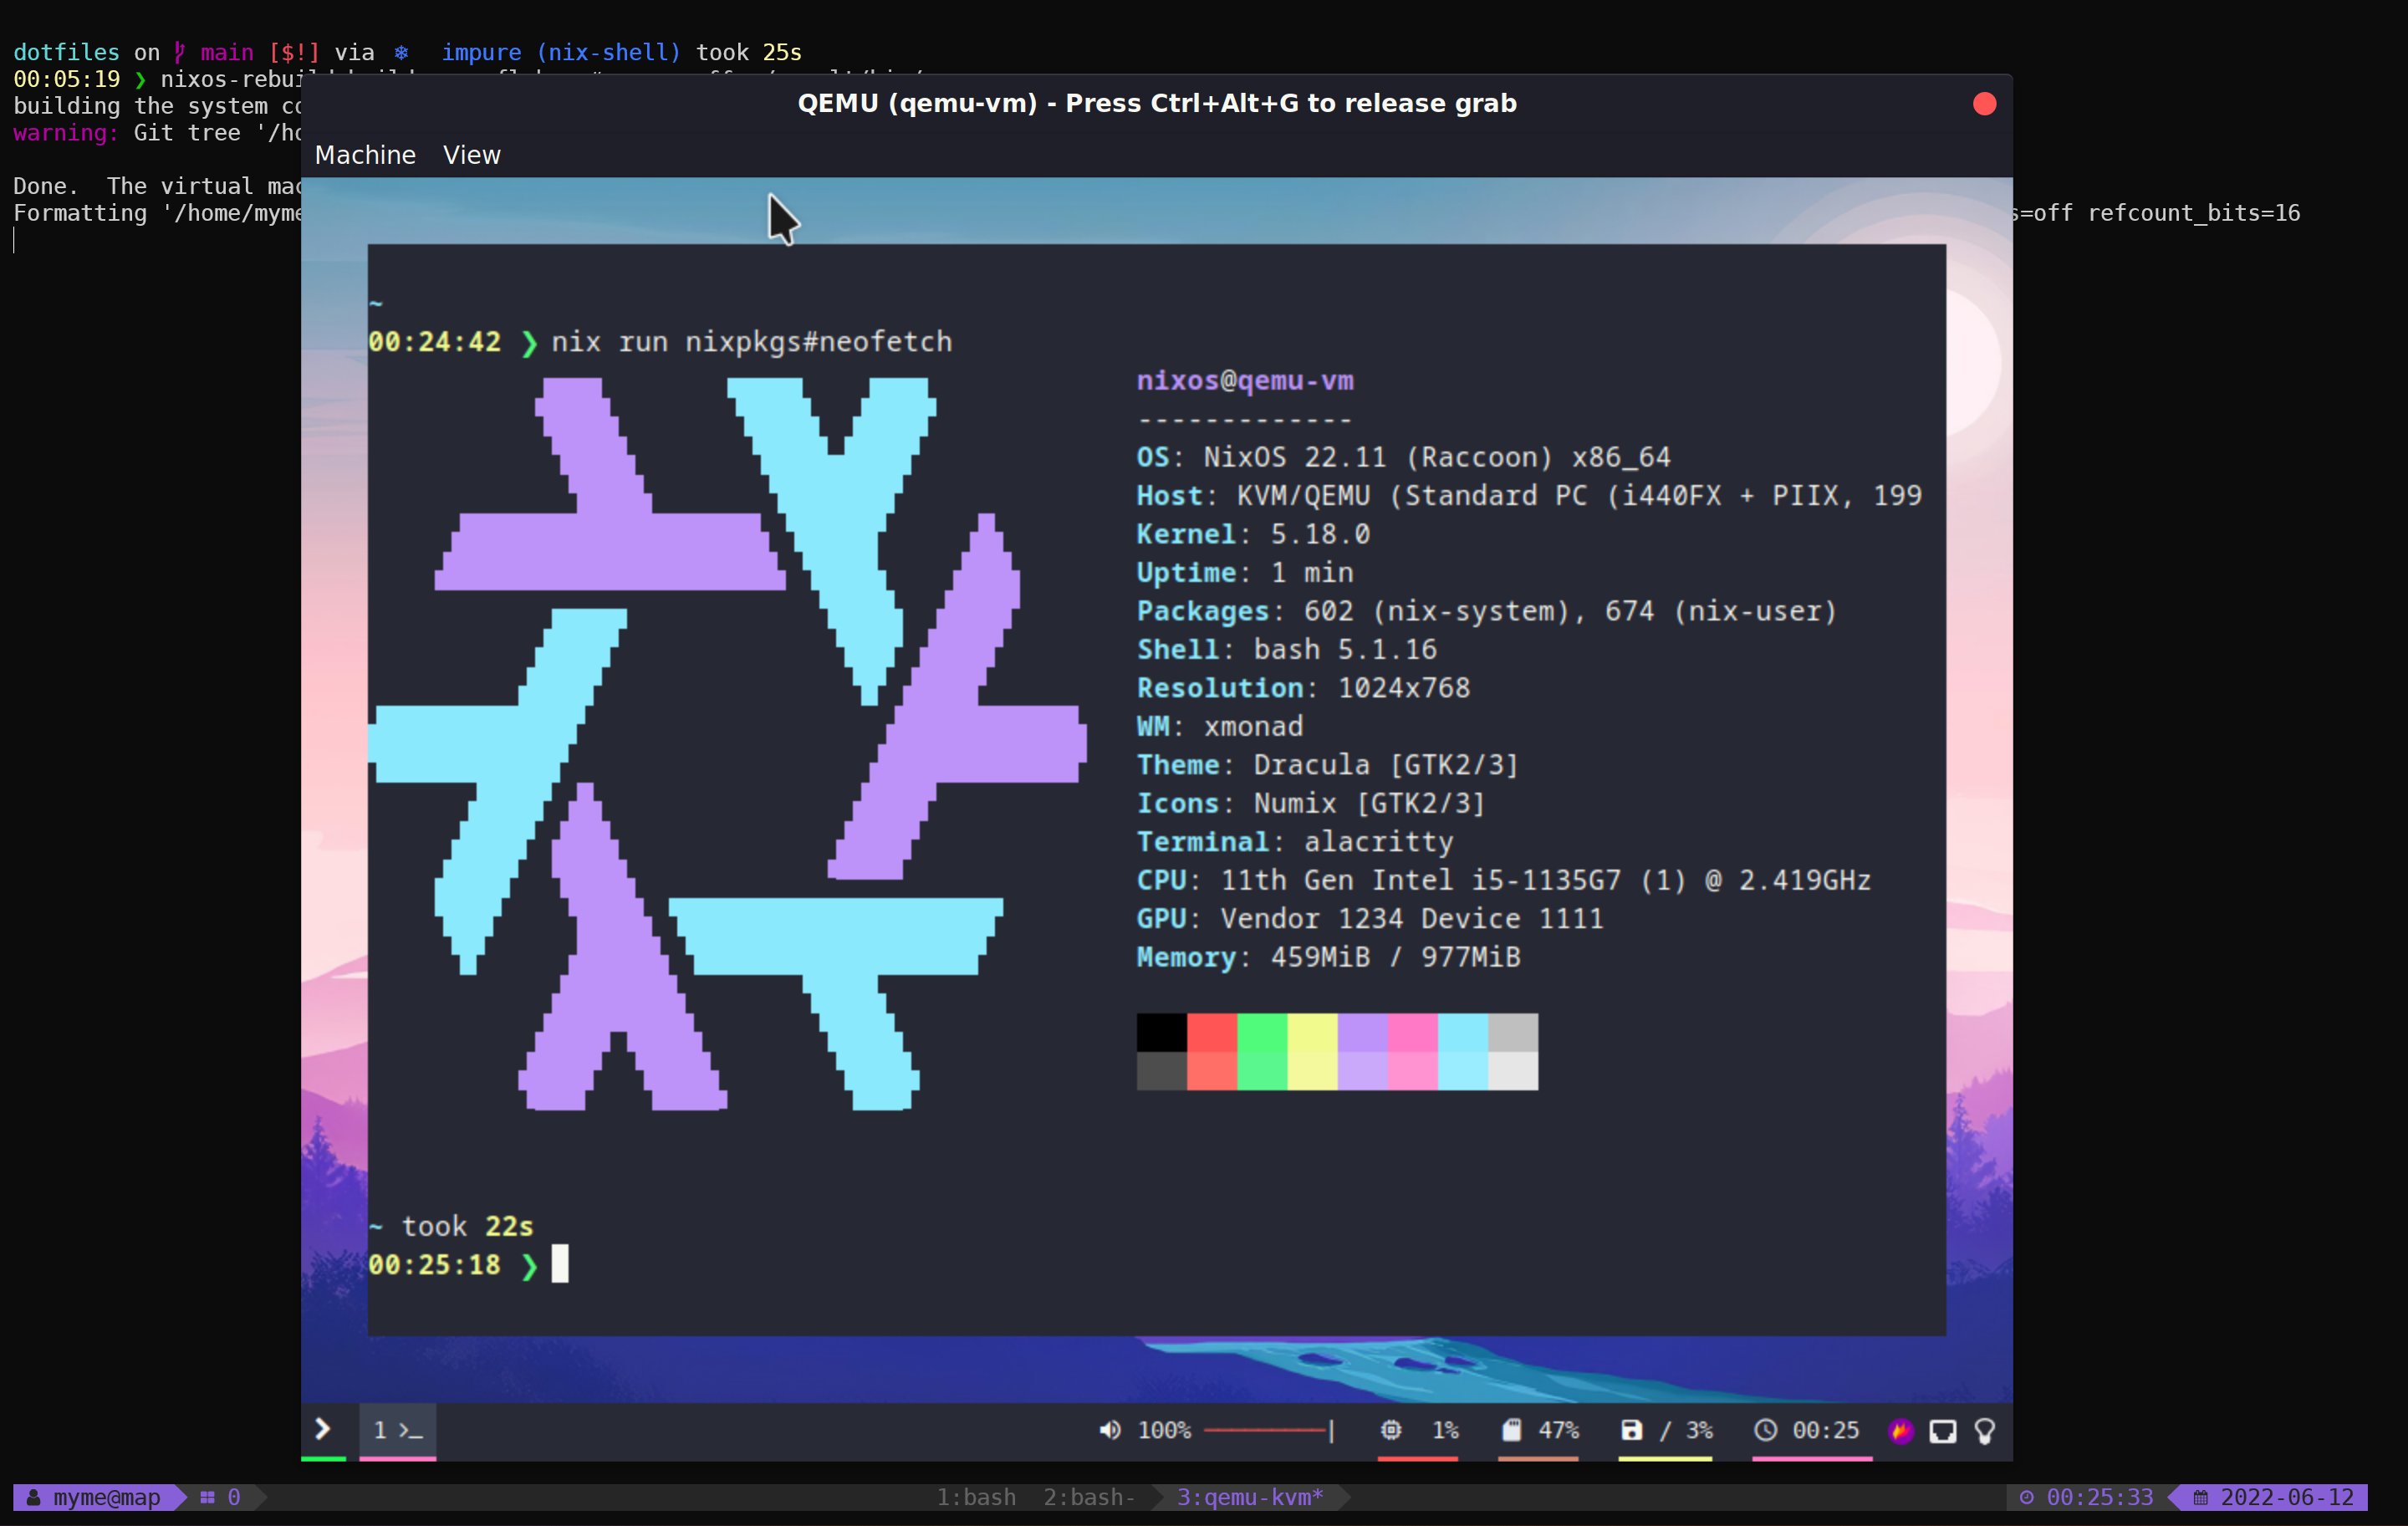 dotfiles on main [$!] via ❄ impure (nix-shell) took 25s
00:05:19 ❯ nixos-rebuild
building the system co
warning: Git tree '/ho
Done. The virtual mac
Formatting '/home/myme
s=off refcount_bits=16
QEMU (qemu-vm) - Press Ctrl+Alt+G to release grab
Machine View
~
00:24:42 ❯ nix run nixpkgs#neofetch
nixos@qemu-vm
-------------
OS: NixOS 22.11 (Raccoon) x86_64
Host: KVM/QEMU (Standard PC (i440FX + PIIX, 199
Kernel: 5.18.0
Uptime: 1 min
Packages: 602 (nix-system), 674 (nix-user)
Shell: bash 5.1.16
Resolution: 1024x768
WM: xmonad
Theme: Dracula [GTK2/3]
Icons: Numix [GTK2/3]
Terminal: alacritty
CPU: 11th Gen Intel i5-1135G7 (1) @ 2.419GHz
GPU: Vendor 1234 Device 1111
Memory: 459MiB / 977MiB
~ took 22s
00:25:18 ❯
1 >_ 100% 1% 47% / 3% 00:25
myme@map 0 1:bash 2:bash- 3:qemu-kvm* 00:25:33 2022-06-12